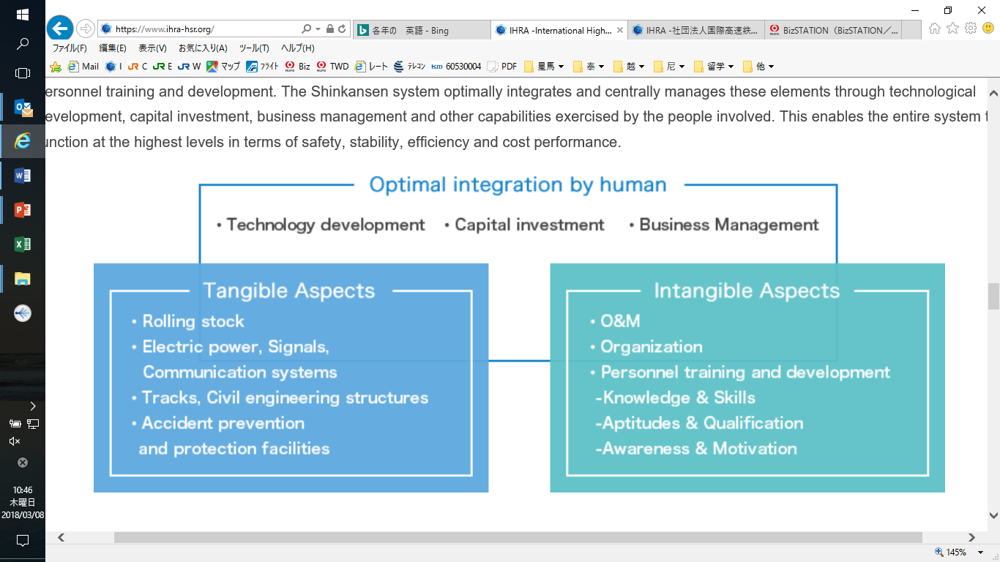 https://www.ihra-hsr.org/
各年の 英語 - Bing
IHRA -International High...
IHRA -社団法人国際高速鉄...
BizSTATION（BizSTATION／...
ファイル(F) 編集(E) 表示(V) お気に入り(A) ツール(T) ヘルプ(H)
Mail I C E W マップ ﾌﾗｲﾄ Biz TWD レート ﾃﾚｺﾝ 60530004 PDF 星馬 泰 越 尼 留学 他
ersonnel training and development. The Shinkansen system optimally integrates and centrally manages these elements through technological
evelopment, capital investment, business management and other capabilities exercised by the people involved. This enables the entire system t
unction at the highest levels in terms of safety, stability, efficiency and cost performance.
Optimal integration by human
・Technology development ・Capital investment ・Business Management
Tangible Aspects
・Rolling stock
・Electric power, Signals,
Communication systems
・Tracks, Civil engineering structures
・Accident prevention
and protection facilities
Intangible Aspects
・O&M
・Organization
・Personnel training and development
-Knowledge & Skills
-Aptitudes & Qualification
-Awareness & Motivation
10:46
木曜日
2018/03/08
145%